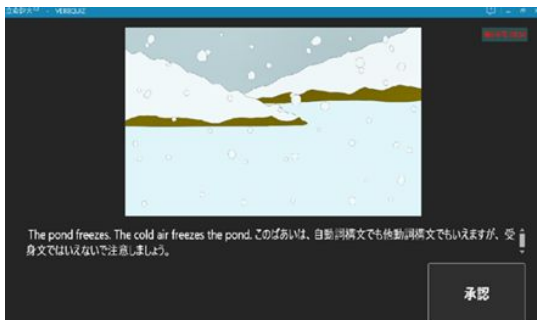 The pond freezes. The cold air freezes the pond. このばあいは、自動詞構文でも他動詞構文でもいえますが、受
身文ではいえないで注意しましょう。
承認